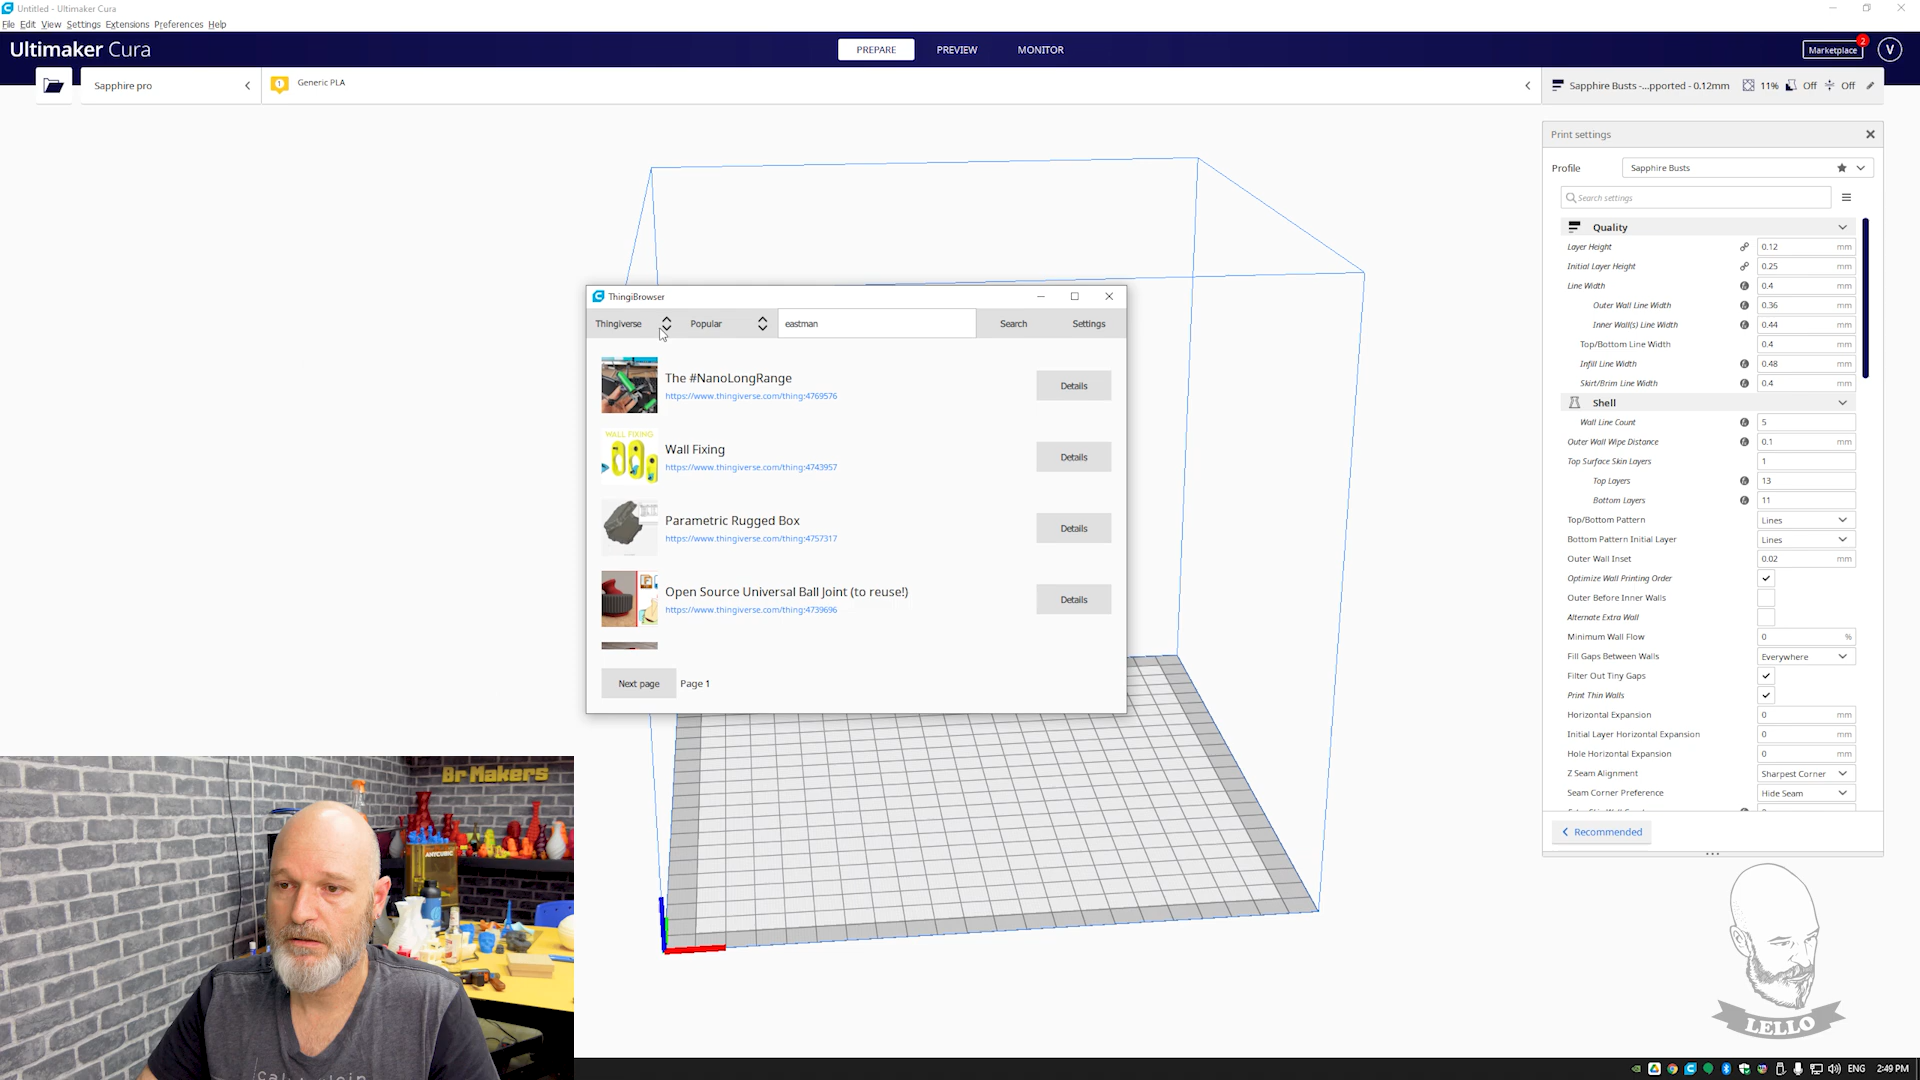 Untitled - Ultimaker Cura
File Edit View Settings Extensions Preferences Help
Ultimaker Cura
PREPARE
PREVIEW
MONITOR
Marketplace
2
V
Sapphire pro
1
Generic PLA
Sapphire Busts -...pported - 0.12mm
11%
Off
Off
Print settings
Profile
Sapphire Busts
Search settings
Quality
Layer Height 0.12 mm
Initial Layer Height 0.25 mm
Line Width 0.4 mm
Outer Wall Line Width 0.36 mm
Inner Wall(s) Line Width 0.44 mm
Top/Bottom Line Width 0.4 mm
Infill Line Width 0.48 mm
Skirt/Brim Line Width 0.4 mm
Shell
Wall Line Count 5
Outer Wall Wipe Distance 0.1 mm
Top Surface Skin Layers 1
Top Layers 13
Bottom Layers 11
Top/Bottom Pattern Lines
Bottom Pattern Initial Layer Lines
Outer Wall Inset 0.02 mm
Optimize Wall Printing Order
Outer Before Inner Walls
Alternate Extra Wall
Minimum Wall Flow 0 %
Fill Gaps Between Walls Everywhere
Filter Out Tiny Gaps
Print Thin Walls
Horizontal Expansion 0 mm
Initial Layer Horizontal Expansion 0 mm
Hole Horizontal Expansion 0 mm
Z Seam Alignment Sharpest Corner
Seam Corner Preference Hide Seam
Recommended
ThingiBrowser
Thingiverse
Popular
eastman
Search
Settings
The #NanoLongRange
https://www.thingiverse.com/thing:4769576
Details
WALL FIXING
Wall Fixing
https://www.thingiverse.com/thing:4743957
Details
Parametric Rugged Box
https://www.thingiverse.com/thing:4757317
Details
Open Source Universal Ball Joint (to reuse!)
https://www.thingiverse.com/thing:4739696
Details
Next page
Page 1
Br Makers
ANYCUBIC
LELLO
ENG
2:49 PM